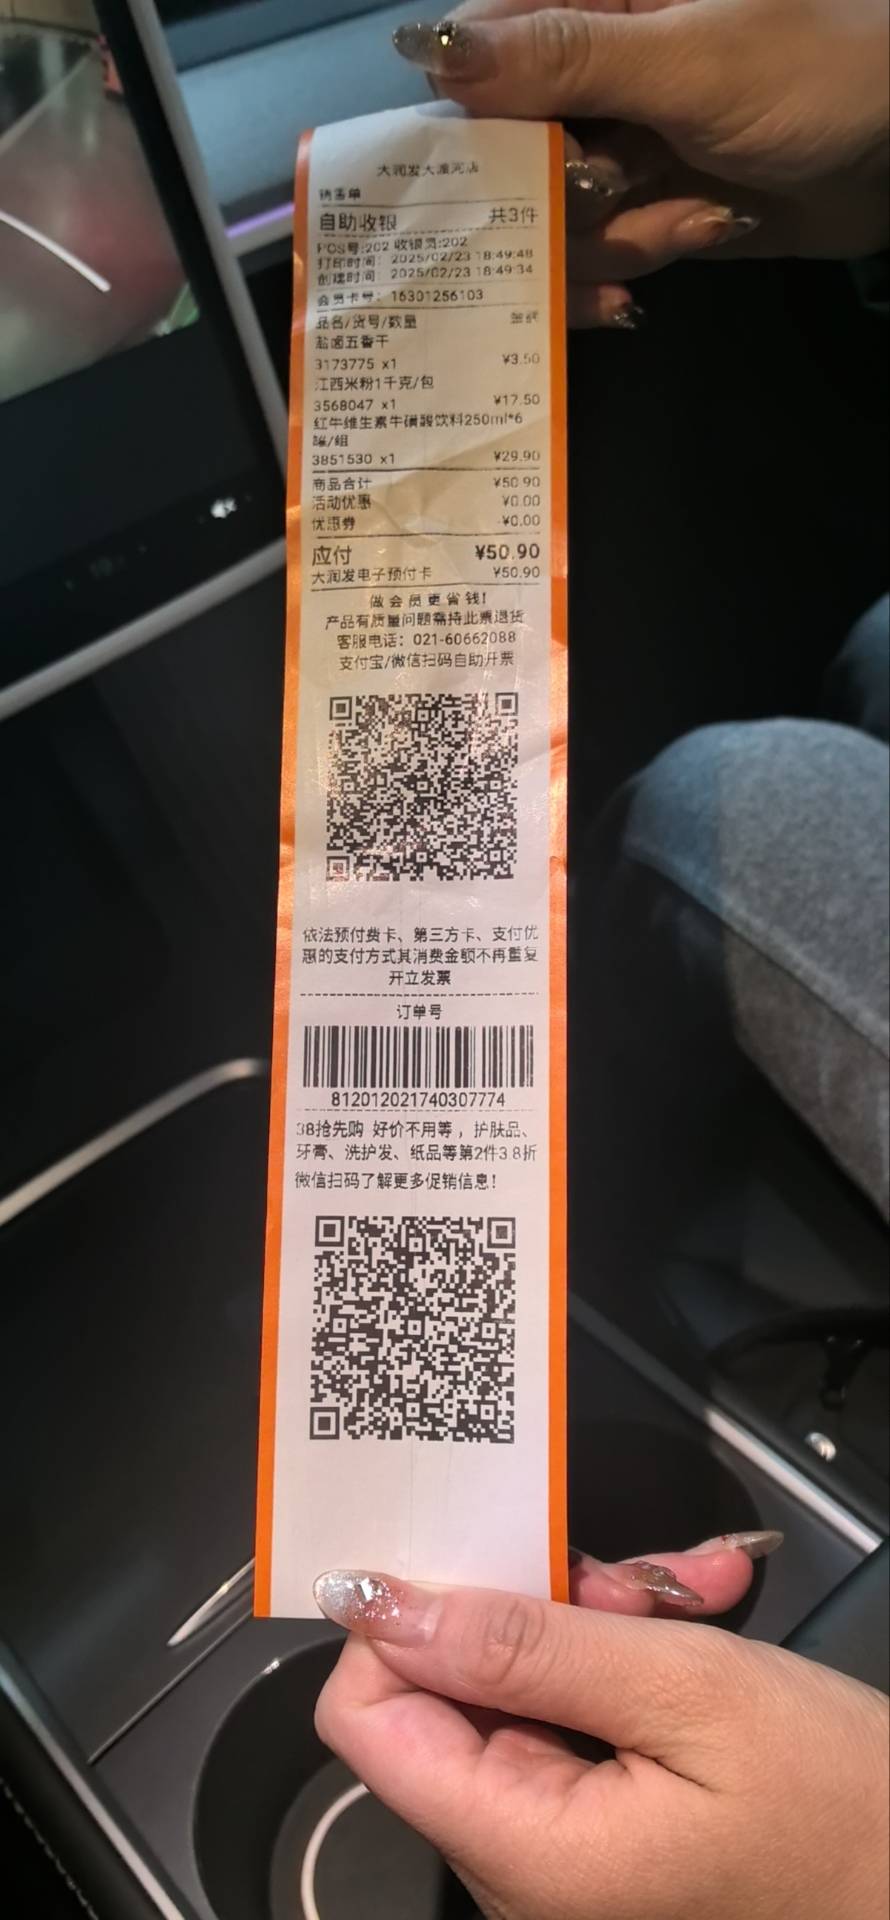 大润发大渡河店
销售单
自助收银 共3件
POS号:202 收银员:202
打印时间: 2025/02/23 18:49:48
创建时间: 2025/02/23 18:49:34
会员卡号: 16301256103
品名/货号/数量 金额
盐卤五香干
3173775 x1 ¥3.50
江西米粉1千克/包
3568047 x1 ¥17.50
红牛维生素牛磺酸饮料250ml*6
罐/组
3851530 x1 ¥29.90
商品合计 ¥50.90
活动优惠 ¥0.00
优惠券 -¥0.00
应付 ¥50.90
大润发电子预付卡 ¥50.90
做会员更省钱!
产品有质量问题需持此票退货
客服电话: 021-60662088
支付宝/微信扫码自助开票
依法预付费卡、第三方卡、支付优
惠的支付方式其消费金额不再重复
开立发票
订单号
812012021740307774
38抢先购 好价不用等，护肤品、
牙膏、洗护发、纸品等第2件3.8折
微信扫码了解更多促销信息!